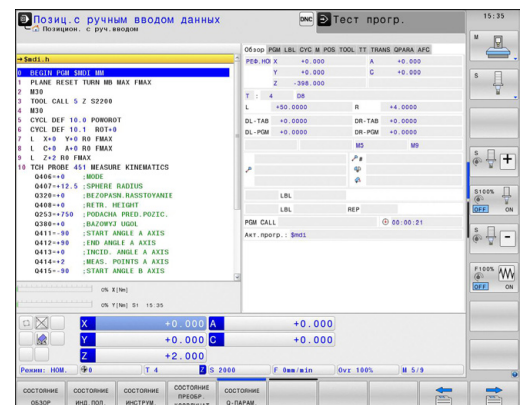 Позиц. с ручным вводом данных
Позицион. с руч. вводом
DNC
Тест прогр.
15:35
→$mdi.h
0 BEGIN PGM $MDI MM
1 PLANE RESET TURN MB MAX FMAX
2 M30
3 TOOL CALL 5 Z S2200
4 M30
5 CYCL DEF 10.0 POWOROT
6 CYCL DEF 10.1 ROT+0
7 L X+0 Y+0 R0 FMAX
8 L C+0 A+0 R0 FMAX
9 L Z+2 R0 FMAX
10 TCH PROBE 451 MEASURE KINEMATICS
Q406=+0 ;MODE
Q407=+12.5 ;SPHERE RADIUS
Q320=+0 ;BEZOPASN.RASSTOYANIE
Q408=+0 ;RETR. HEIGHT
Q253=+750 ;PODACHA PRED.POZIC.
Q380=+0 ;BAZOWYJ UGOL
Q411=-90 ;START ANGLE A AXIS
Q412=+90 ;END ANGLE A AXIS
Q413=+0 ;INCID. ANGLE A AXIS
Q414=+2 ;MEAS. POINTS A AXIS
Q415=-90 ;START ANGLE B AXIS
0% X[Nm]
0% Y[Nm] S1 15:35
Обзор PGM LBL CYC M POS TOOL TT TRANS QPARA AFC
РЕФ.НОМ X +0.000 A +0.000
Y +0.000 C +0.000
Z -398.000
T : 4 D8
L +50.0000 R +4.0000
DL-TAB +0.0000 DR-TAB +0.0000
DL-PGM +0.0000 DR-PGM +0.0000
M5 M9
LBL
LBL REP
PGM CALL 00:00:21
Акт.прогр.: $mdi
X +0.000 A +0.000
Y +0.000 C +0.000
Z +2.000
Режим: НОМ. 0 T 4 Z S 2000 F 0mm/min Ovr 100% M 5/9
M
S
S
S100%
OFF ON
S
F100%
OFF ON
СОСТОЯНИЕ ОБЗОР
СОСТОЯНИЕ ИНД. ПОЛ.
СОСТОЯНИЕ ИНСТРУМ.
СОСТОЯНИЕ ПРЕОБР.
СОСТОЯНИЕ Q-ПАРАМ.